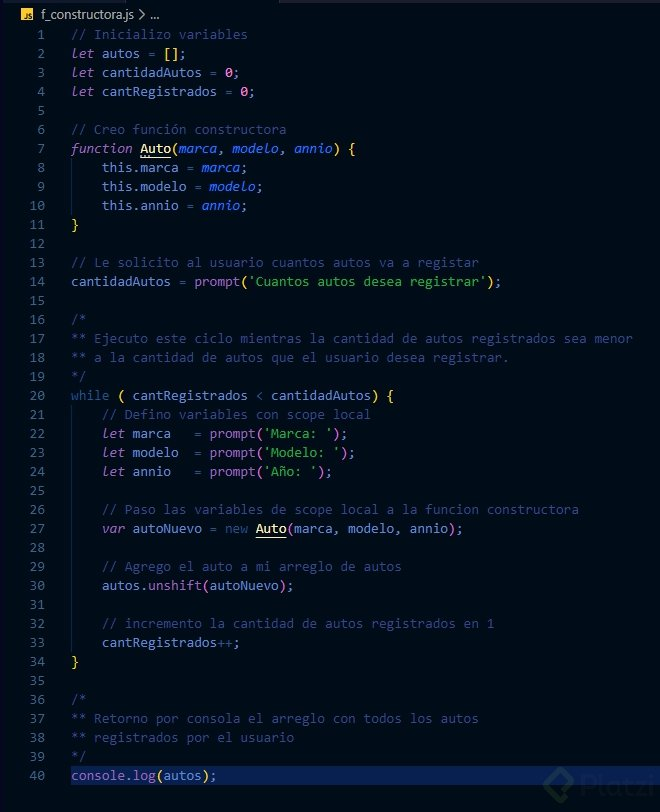 JS f_constructora.js > ...
1 // Inicializo variables
2 let autos = [];
3 let cantidadAutos = 0;
4 let cantRegistrados = 0;
5
6 // Creo función constructora
7 function Auto(marca, modelo, annio) {
8 this.marca = marca;
9 this.modelo = modelo;
10 this.annio = annio;
11 }
12
13 // Le solicito al usuario cuantos autos va a registar
14 cantidadAutos = prompt('Cuantos autos desea registrar');
15
16 /*
17 ** Ejecuto este ciclo mientras la cantidad de autos registrados sea menor
18 ** a la cantidad de autos que el usuario desea registrar.
19 */
20 while ( cantRegistrados < cantidadAutos) {
21 // Defino variables con scope local
22 let marca   = prompt('Marca: ');
23 let modelo  = prompt('Modelo: ');
24 let annio   = prompt('Año: ');
25
26 // Paso las variables de scope local a la funcion constructora
27 var autoNuevo = new Auto(marca, modelo, annio);
28
29 // Agrego el auto a mi arreglo de autos
30 autos.unshift(autoNuevo);
31
32 // incremento la cantidad de autos registrados en 1
33 cantRegistrados++;
34 }
35
36 /*
37 ** Retorno por consola el arreglo con todos los autos
38 ** registrados por el usuario
39 */
40 console.log(autos);
Platzi